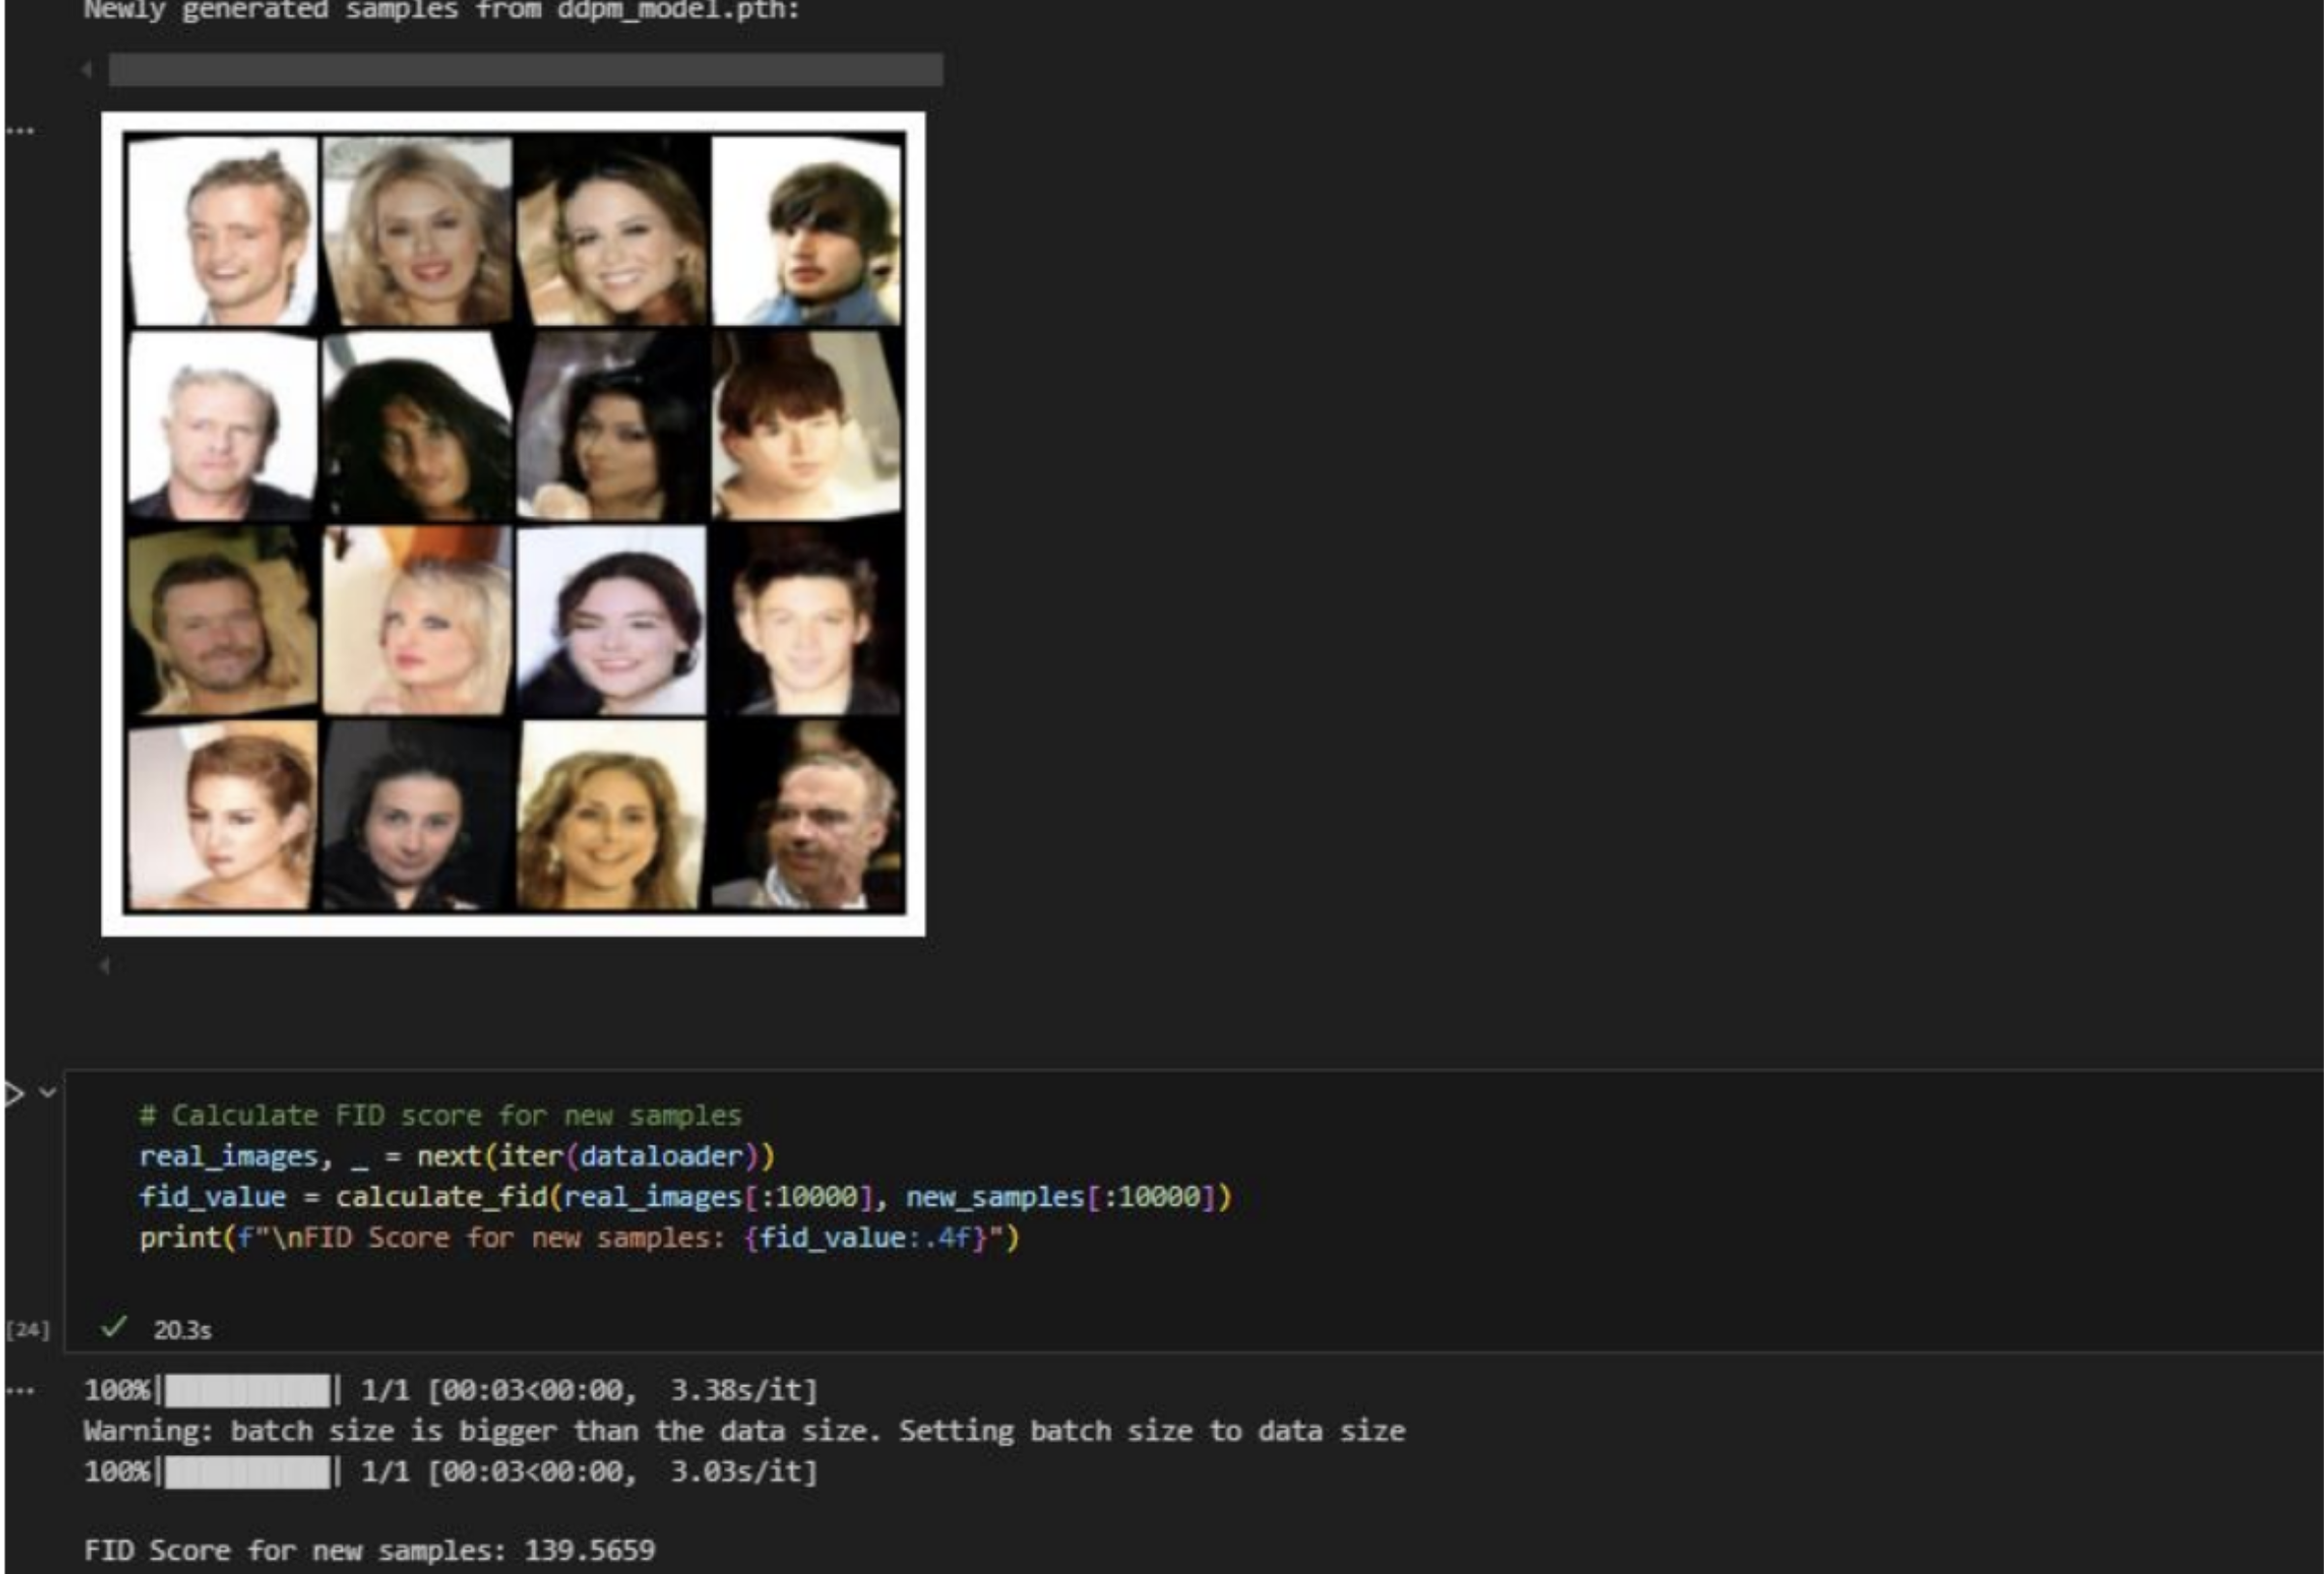 Newly generated samples from ddpm_model.pth:
# Calculate FID score for new samples
real_images, _ = next(iter(dataloader))
fid_value = calculate_fid(real_images[:10000], new_samples[:10000])
print(f"\nFID Score for new samples: {fid_value:.4f}")
[24]
20.3s
100%|██████████| 1/1 [00:03<00:00,  3.38s/it]
Warning: batch size is bigger than the data size. Setting batch size to data size
100%|██████████| 1/1 [00:03<00:00,  3.03s/it]
FID Score for new samples: 139.5659